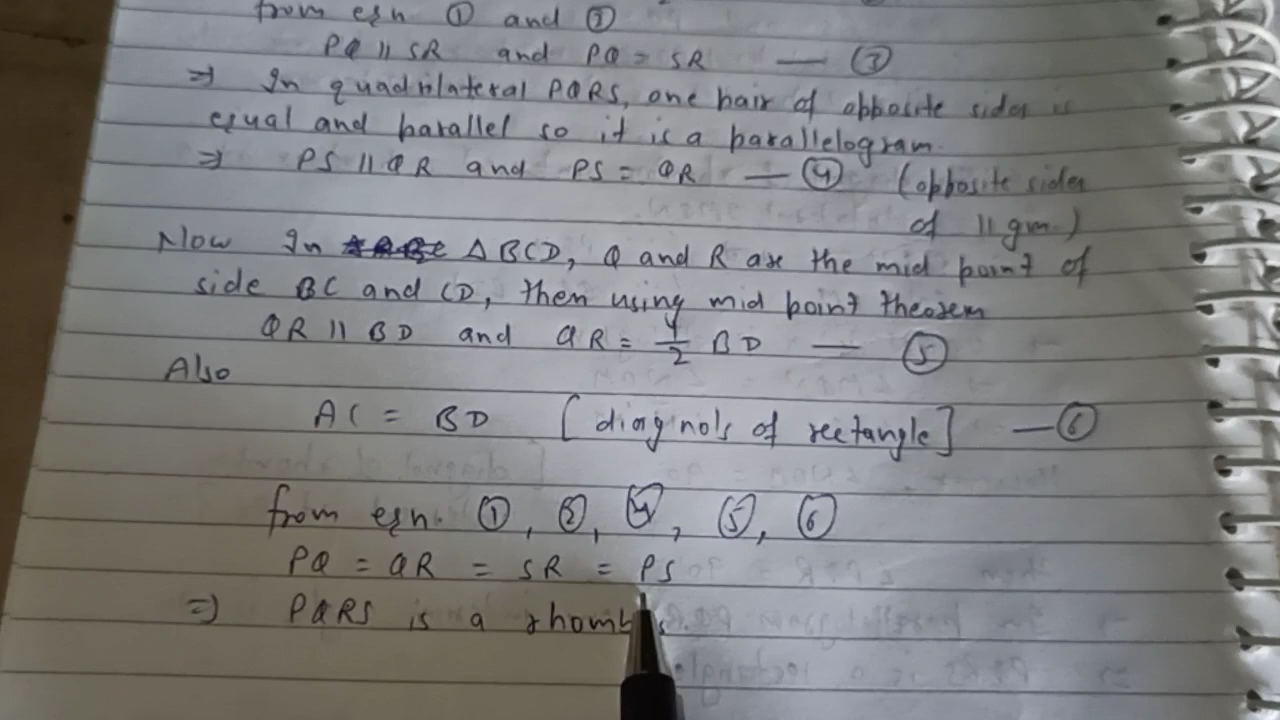 from eqn ① and ②
PQ || SR and PQ = SR — ③
⇒ In quadrilateral PQRS, one pair of opposite sides is
equal and parallel so it is a parallelogram.
⇒ PS || QR and PS = QR — ④ (opposite sides
of || gm.)
Now In Δ BCD, Q and R are the mid point of
side BC and CD, then using mid point theorem
QR || BD and QR = 1/2 BD — ⑤
Also
AC = BD [diagnols of rectangle] — ⑥
from eqn. ①, ②, ④, ⑤, ⑥
PQ = QR = SR = PS
⇒ PQRS is a